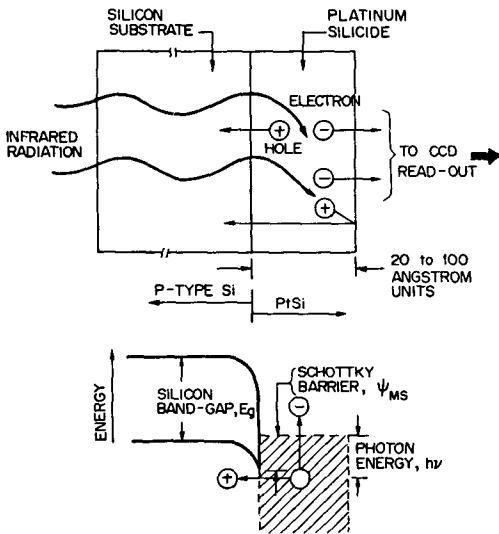 SILICON
SUBSTRATE
PLATINUM
SILICIDE
ELECTRON
INFRARED
RADIATION
+
HOLE
−
−
+
TO CCD
READ-OUT
20 to 100
ANGSTROM
UNITS
P-TYPE Si
PtSi
ENERGY
SILICON
BAND-GAP, Eg
SCHOTTKY
BARRIER, ψMS
−
PHOTON
ENERGY, hν
+